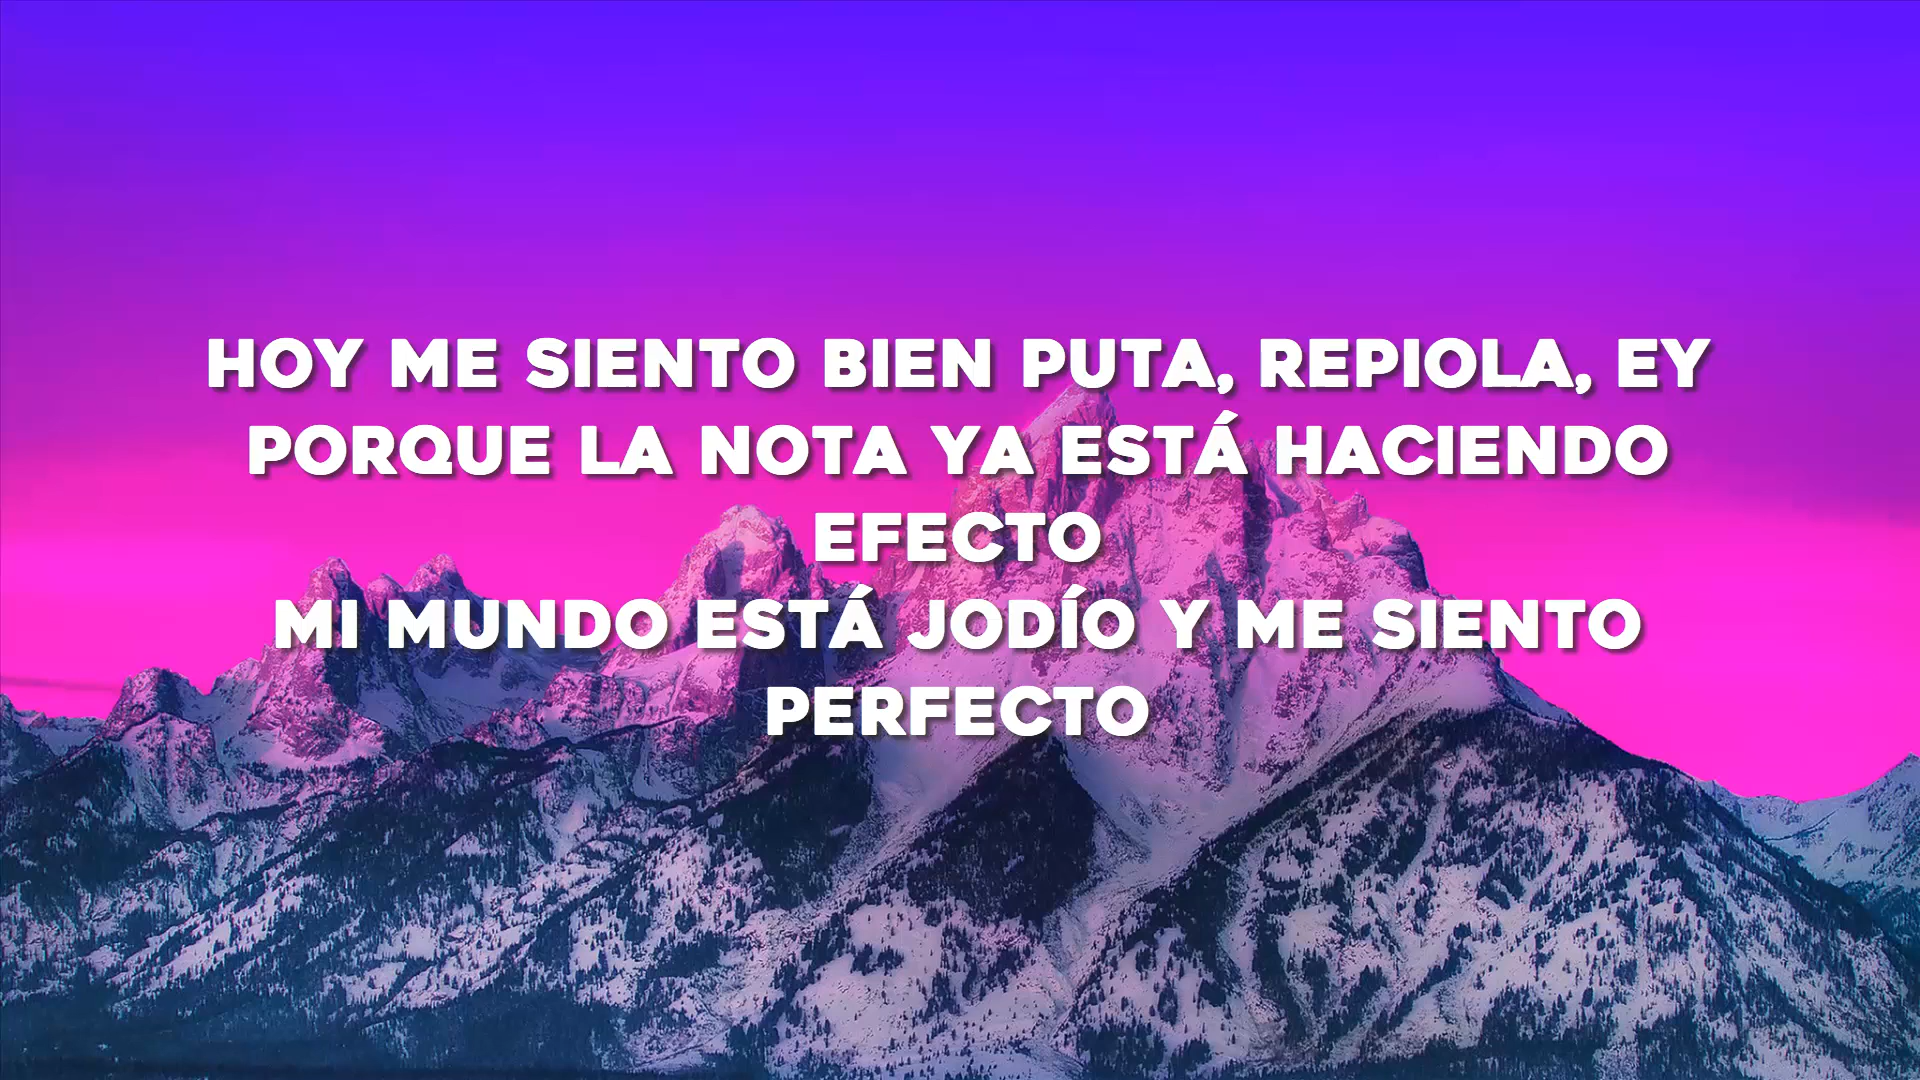 HOY ME SIENTO BIEN PUTA, REPIOLA, EY
PORQUE LA NOTA YA ESTÁ HACIENDO
EFECTO
MI MUNDO ESTÁ JODÍO Y ME SIENTO
PERFECTO